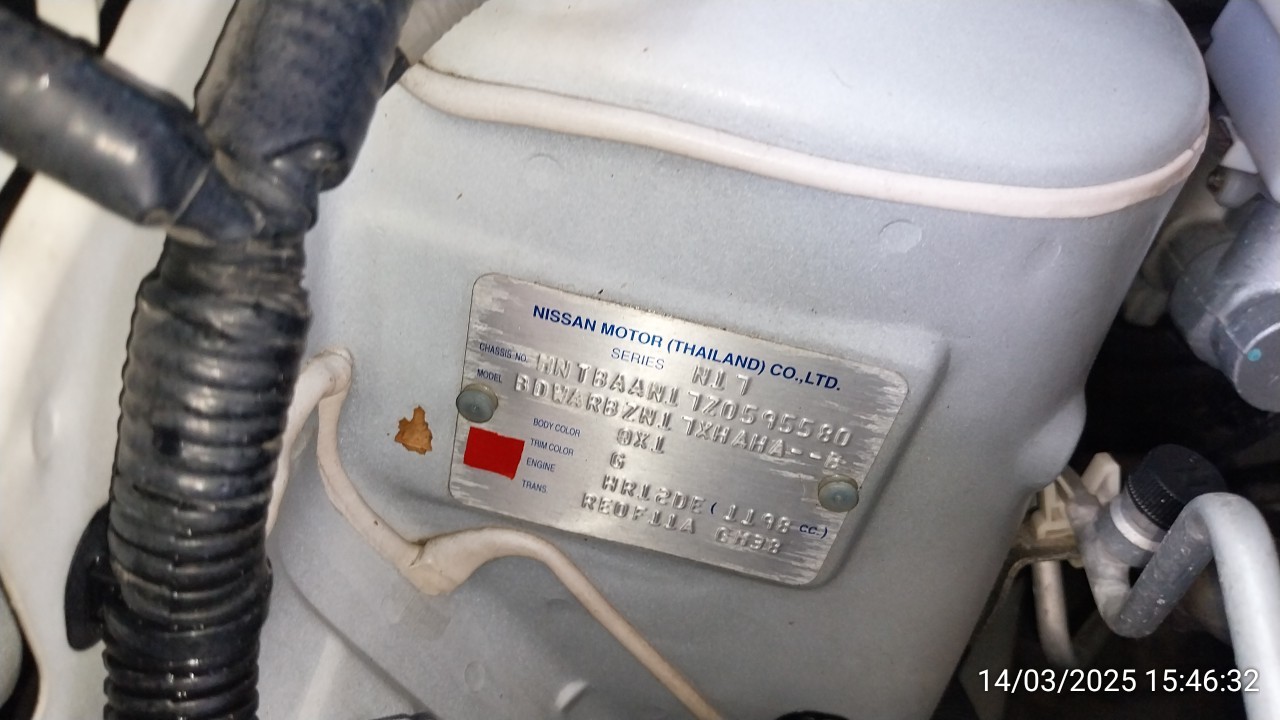 NISSAN MOTOR (THAILAND) CO.,LTD.
SERIES N17
CHASSIS NO. MNTBAAN17Z0595580
MODEL BDWARBZN17XHAHA--B
BODY COLOR QX1
TRIM COLOR G
ENGINE HR12DE (1198 cc.)
TRANS. RE0F11A GH38
14/03/2025 15:46:32